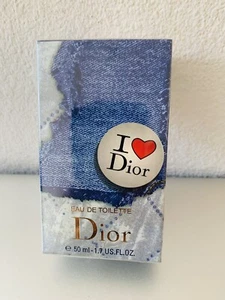 I ❤ Dior
EAU DE TOILETTE
Dior
e 50 ml - 1.7 US.FL.OZ.